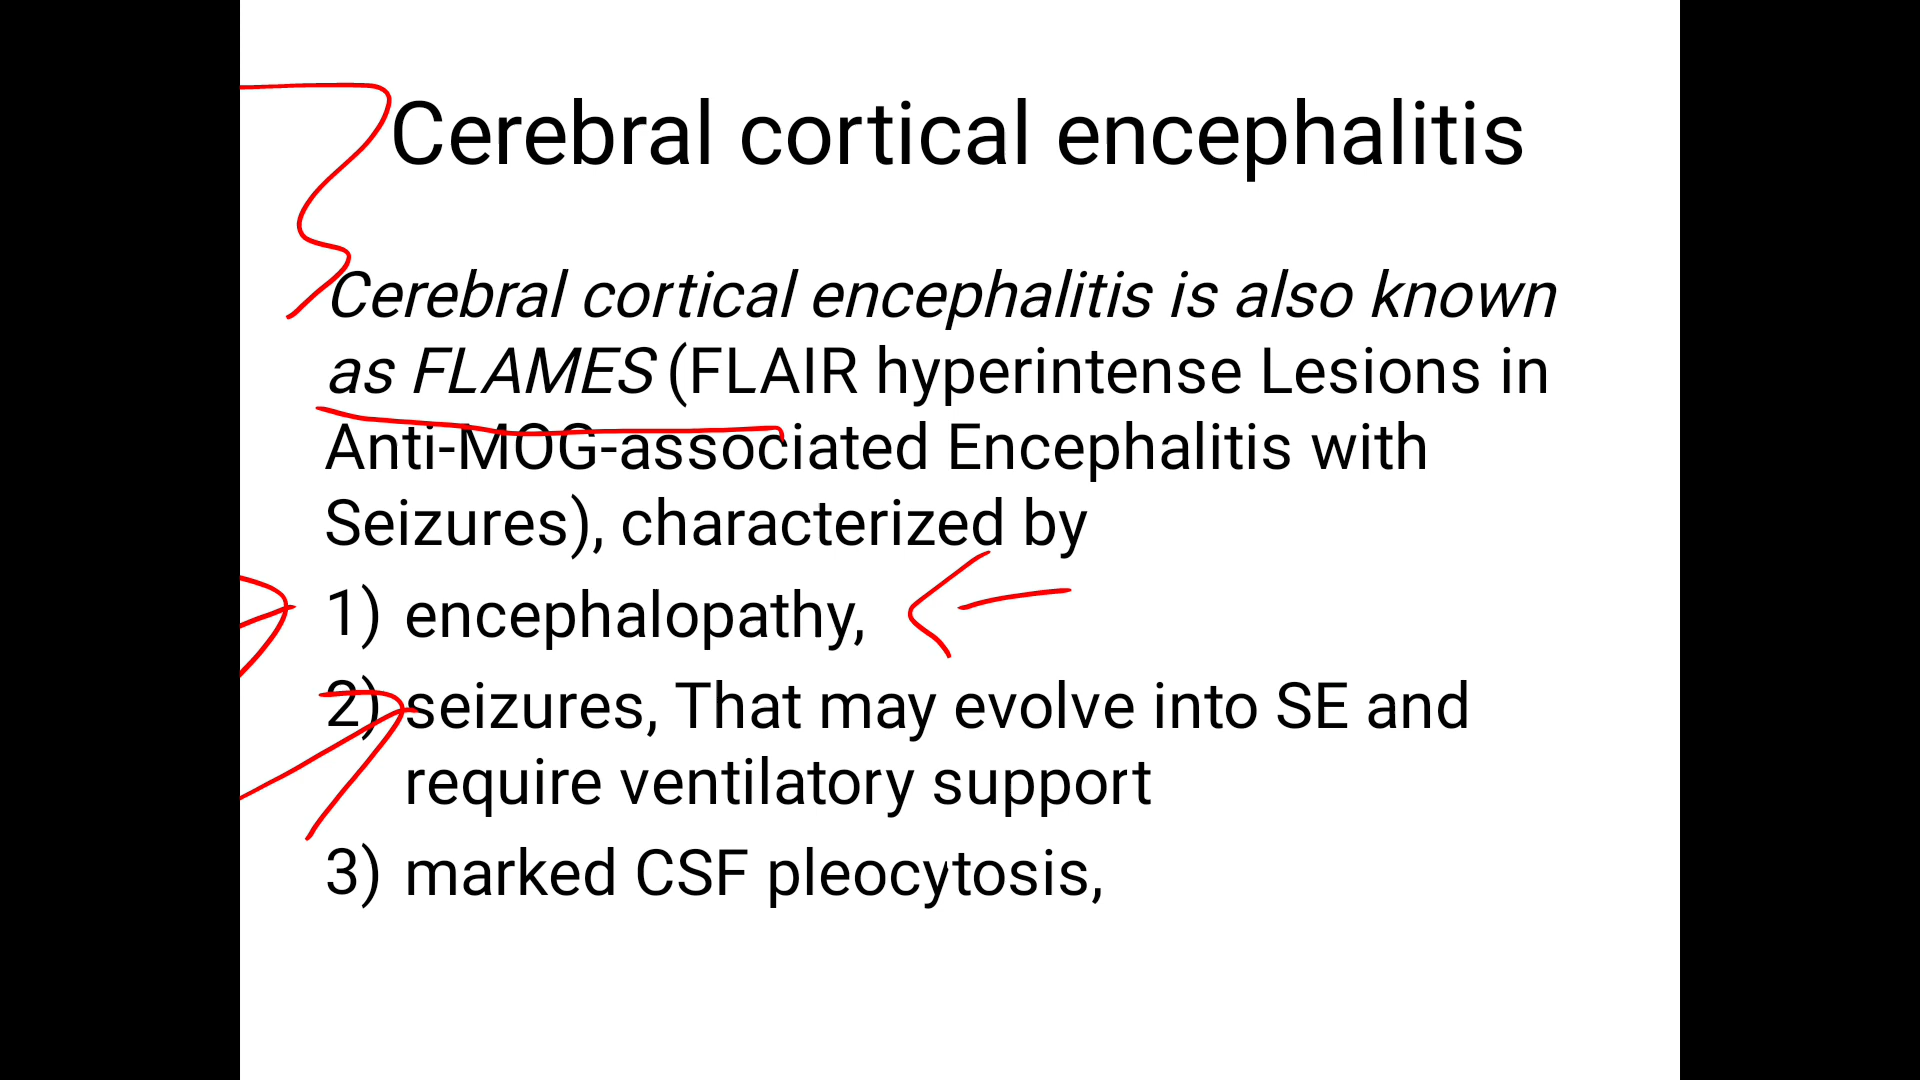 Cerebral cortical encephalitis
Cerebral cortical encephalitis is also known
as FLAMES (FLAIR hyperintense Lesions in
Anti-MOG-associated Encephalitis with
Seizures), characterized by
1) encephalopathy,
2) seizures, That may evolve into SE and
require ventilatory support
3) marked CSF pleocytosis,